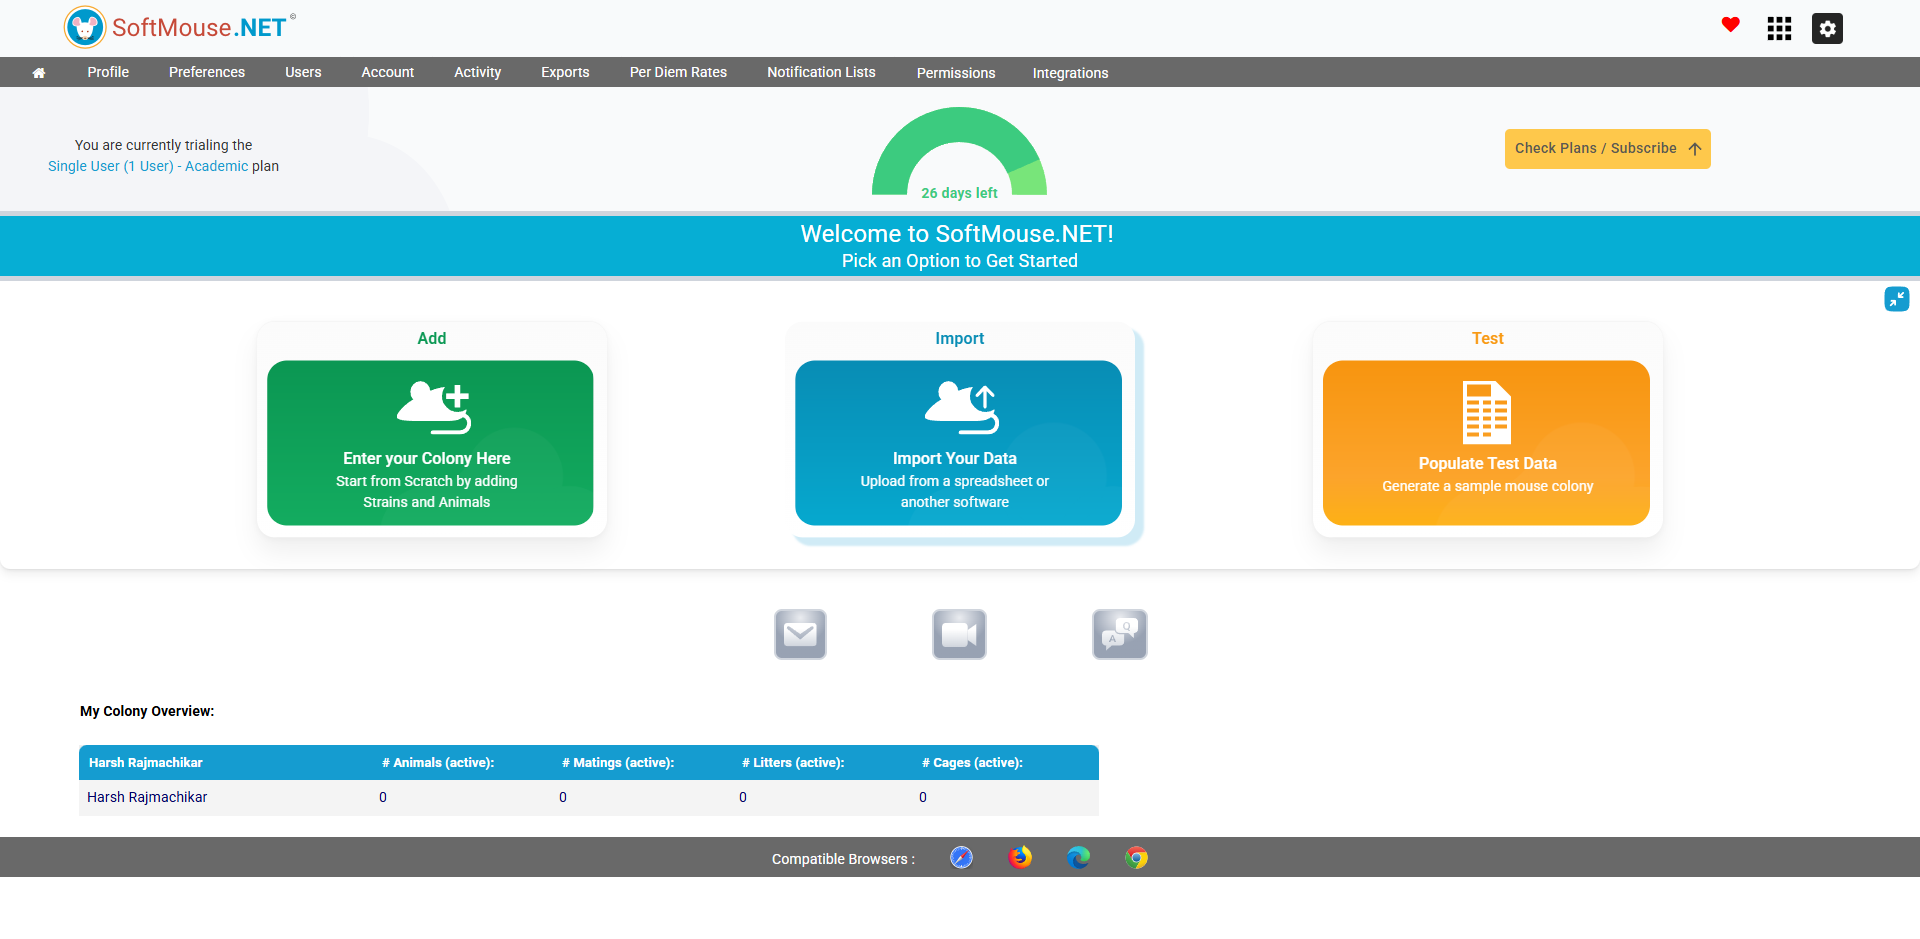 SoftMouse.NET ©
Profile Preferences Users Account Activity Exports Per Diem Rates Notification Lists Permissions Integrations
You are currently trialing the
Single User (1 User) - Academic plan
26 days left
Check Plans / Subscribe
Welcome to SoftMouse.NET!
Pick an Option to Get Started
Add
Enter your Colony Here
Start from Scratch by adding
Strains and Animals
Import
Import Your Data
Upload from a spreadsheet or
another software
Test
Populate Test Data
Generate a sample mouse colony
Q
A
My Colony Overview:
Harsh Rajmachikar # Animals (active): # Matings (active): # Litters (active): # Cages (active):
Harsh Rajmachikar 0 0 0 0
Compatible Browsers :